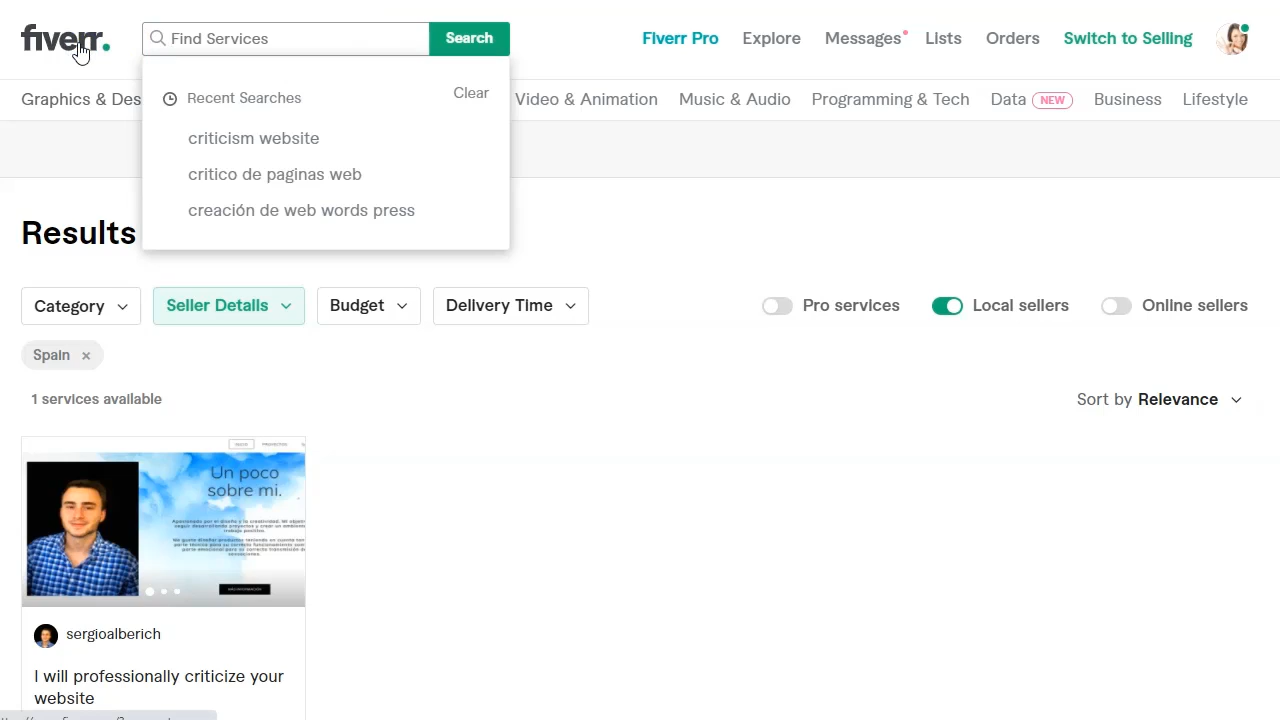 fiverr.
Find Services
Search
Fiverr Pro
Explore
Messages
Lists
Orders
Switch to Selling
Graphics & Des
Video & Animation
Music & Audio
Programming & Tech
Data NEW
Business
Lifestyle
Recent Searches
Clear
criticism website
critico de paginas web
creación de web words press
Results
Category
Seller Details
Budget
Delivery Time
Pro services
Local sellers
Online sellers
Spain ×
1 services available
Sort by Relevance
PROYECTOS
Un poco
sobre mi.
sergioalberich
I will professionally criticize your
website